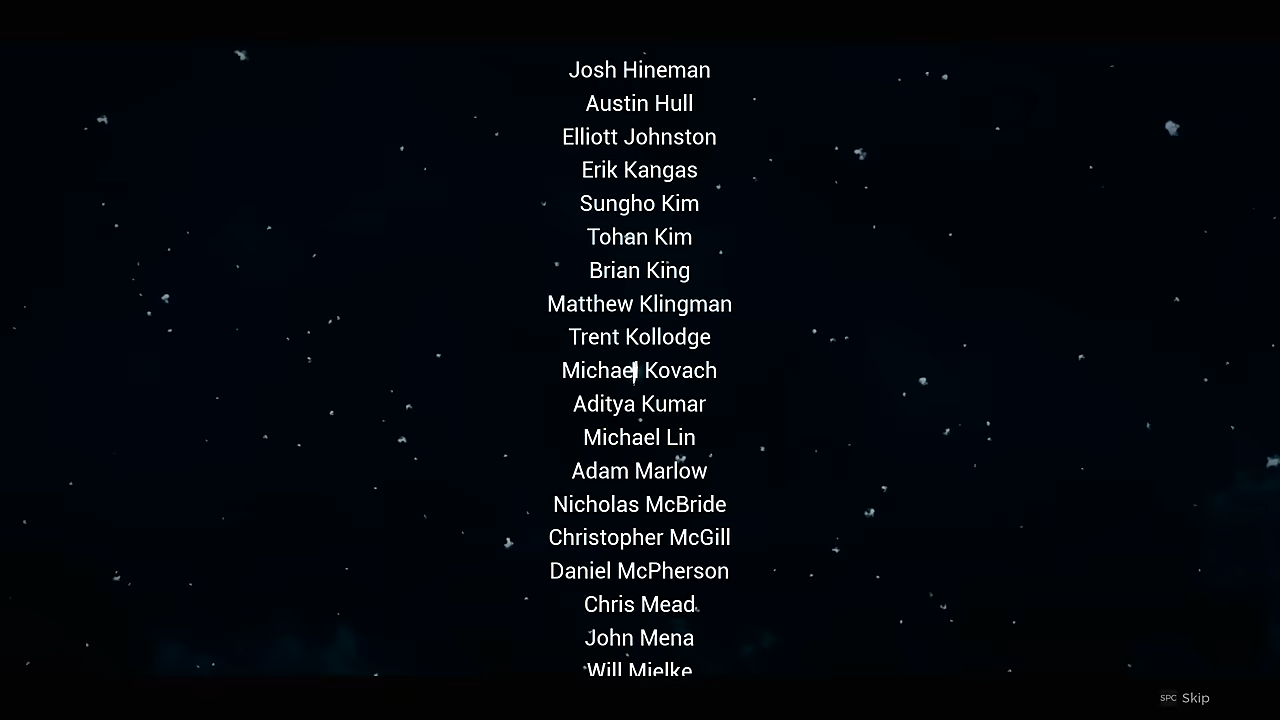 Josh Hineman
Austin Hull
Elliott Johnston
Erik Kangas
Sungho Kim
Tohan Kim
Brian King
Matthew Klingman
Trent Kollodge
Michael Kovach
Aditya Kumar
Michael Lin
Adam Marlow
Nicholas McBride
Christopher McGill
Daniel McPherson
Chris Mead
John Mena
Will Mielke
SPC Skip